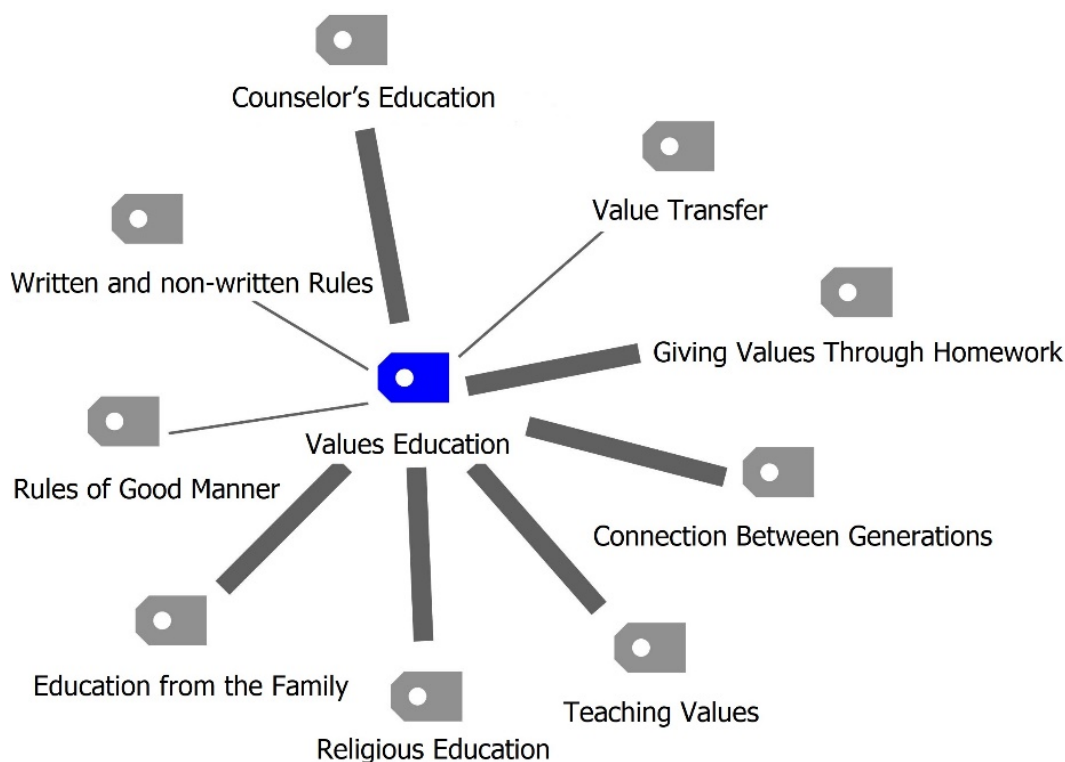 Counselor's Education
Value Transfer
Written and non-written Rules
Giving Values Through Homework
Values Education
Rules of Good Manner
Connection Between Generations
Education from the Family
Teaching Values
Religious Education